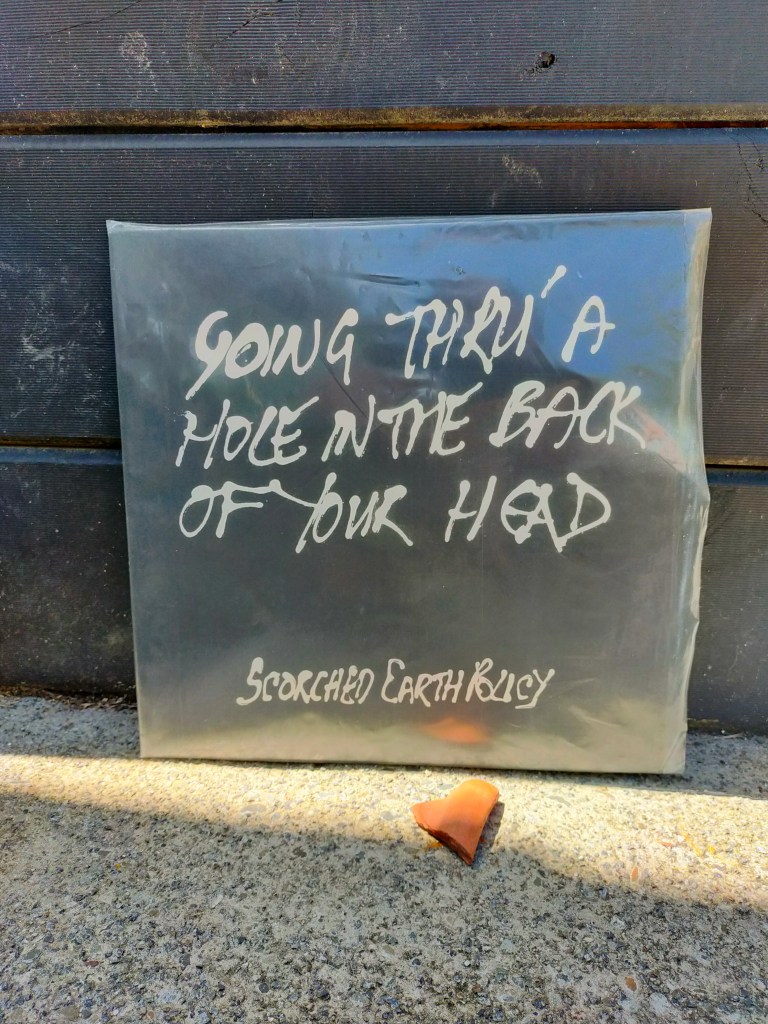 GOING THRU' A
HOLE IN THE BACK
OF YOUR HEAD
SCORCHED EARTH POLICY